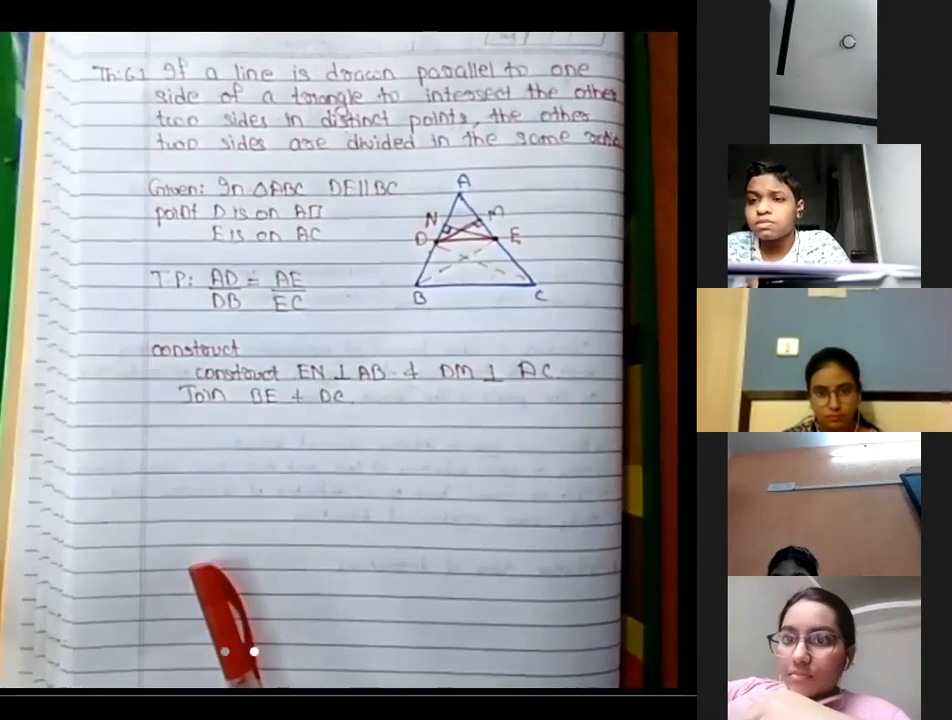 Th: 6.1 If a line is drawn parallel to one
side of a triangle to intersect the other
two sides in distinct points, the other
two sides are divided in the same ratio
Given: In △ABC DE||BC
point D is on AB
E is on AC
T.P: AD/DB = AE/EC
A
N M
D E
B C
construct
construct EN ⊥ AB & DM ⊥ AC
Join BE & DC